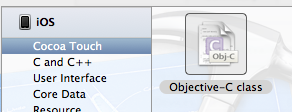 iOS
Cocoa Touch
C and C++
User Interface
Core Data
Resource
Obj-C
Objective-C class